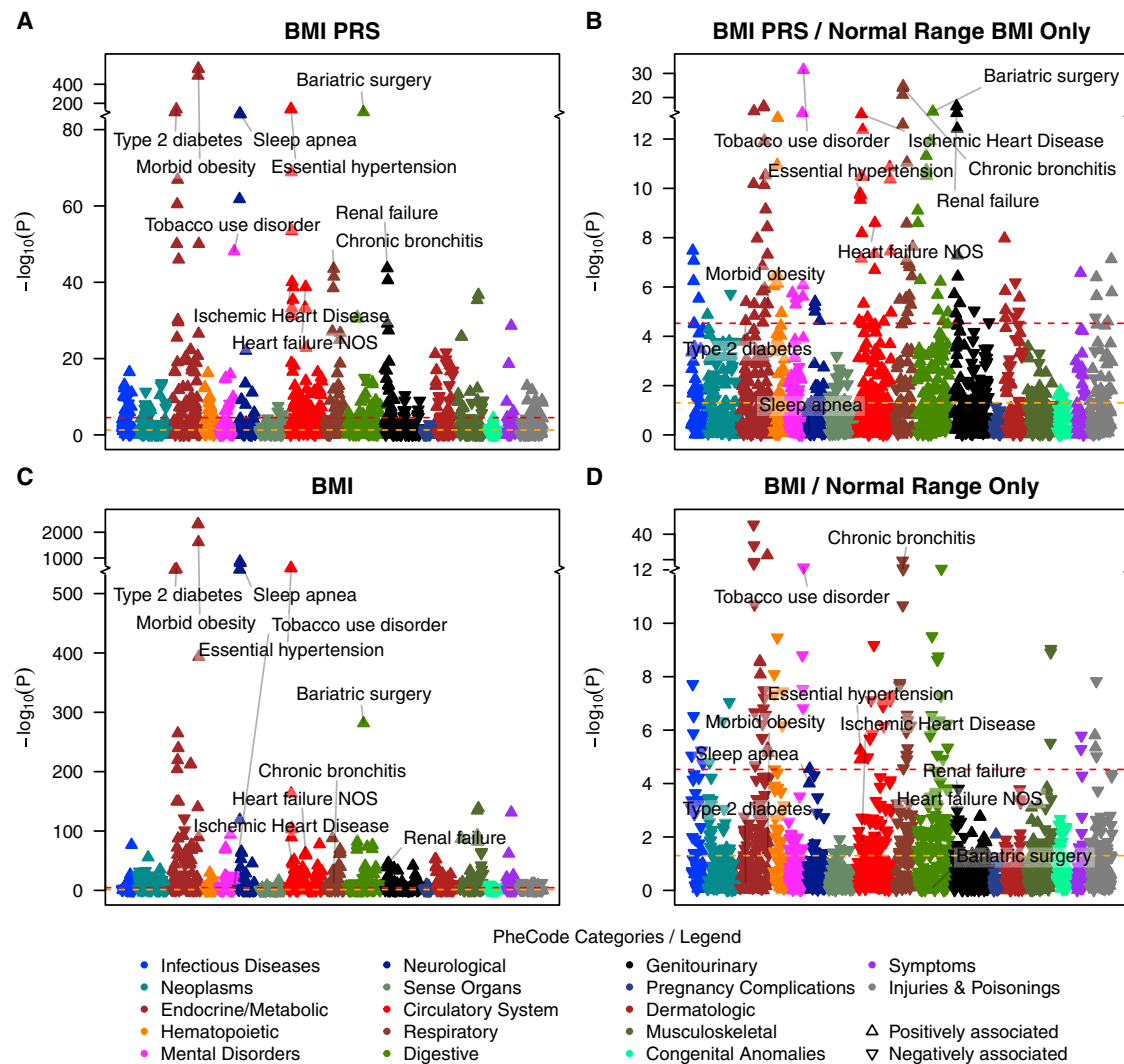 A
BMI PRS
−log10(P)
400
200
80
60
40
20
0
Bariatric surgery
Type 2 diabetes
Sleep apnea
Morbid obesity
Essential hypertension
Renal failure
Tobacco use disorder
Chronic bronchitis
Ischemic Heart Disease
Heart failure NOS
B
BMI PRS / Normal Range BMI Only
−log10(P)
30
20
12
10
8
6
4
2
0
Bariatric surgery
Tobacco use disorder
Ischemic Heart Disease
Essential hypertension
Chronic bronchitis
Renal failure
Heart failure NOS
Morbid obesity
Type 2 diabetes
Sleep apnea
C
BMI
−log10(P)
2000
1000
500
400
300
200
100
0
Type 2 diabetes
Sleep apnea
Morbid obesity
Tobacco use disorder
Essential hypertension
Bariatric surgery
Chronic bronchitis
Heart failure NOS
Ischemic Heart Disease
Renal failure
D
BMI / Normal Range Only
−log10(P)
40
12
10
8
6
4
2
0
Chronic bronchitis
Tobacco use disorder
Essential hypertension
Morbid obesity
Ischemic Heart Disease
Sleep apnea
Renal failure
Type 2 diabetes
Heart failure NOS
Bariatric surgery
PheCode Categories / Legend
Infectious Diseases
Neoplasms
Endocrine/Metabolic
Hematopoietic
Mental Disorders
Neurological
Sense Organs
Circulatory System
Respiratory
Digestive
Genitourinary
Pregnancy Complications
Dermatologic
Musculoskeletal
Congenital Anomalies
Symptoms
Injuries & Poisonings
Positively associated
Negatively associated